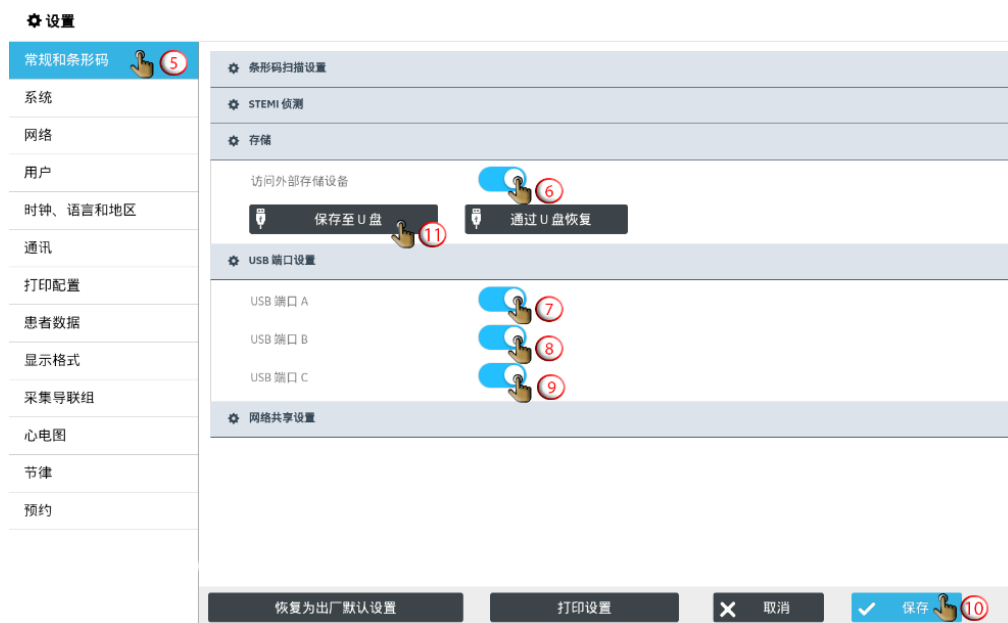 设置
常规和条形码 5
系统
网络
用户
时钟、语言和地区
通讯
打印配置
患者数据
显示格式
采集导联组
心电图
节律
预约
条形码扫描设置
STEMI 侦测
存储
访问外部存储设备 6
保存至 U 盘 11 通过 U 盘恢复
USB 端口设置
USB 端口 A 7
USB 端口 B 8
USB 端口 C 9
网络共享设置
恢复为出厂默认设置 打印设置 取消 保存 10